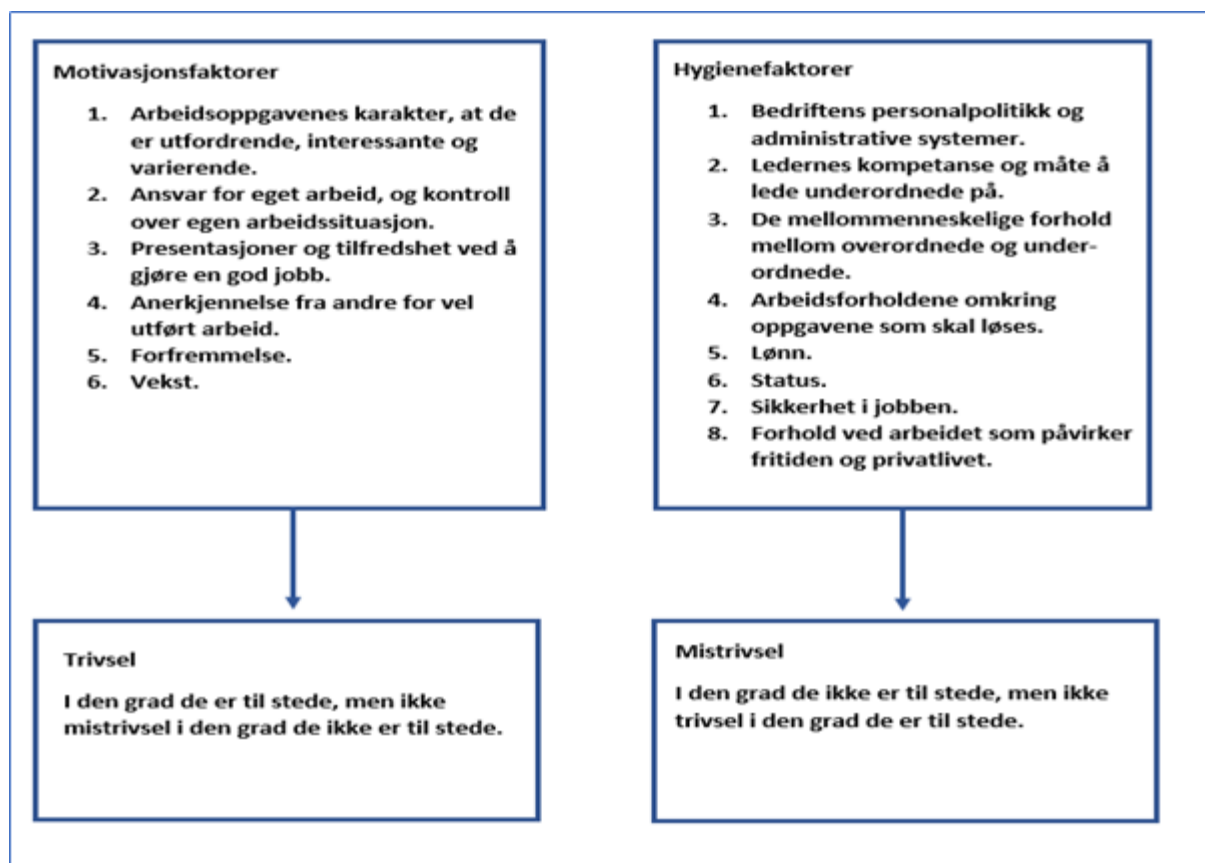 Motivasjonsfaktorer
1. Arbeidsoppgavenes karakter, at de
er utfordrende, interessante og
varierende.
2. Ansvar for eget arbeid, og kontroll
over egen arbeidssituasjon.
3. Presentasjoner og tilfredshet ved å
gjøre en god jobb.
4. Anerkjennelse fra andre for vel
utført arbeid.
5. Forfremmelse.
6. Vekst.
Hygienefaktorer
1. Bedriftens personalpolitikk og
administrative systemer.
2. Ledernes kompetanse og måte å
lede underordnede på.
3. De mellommenneskelige forhold
mellom overordnede og under-
ordnede.
4. Arbeidsforholdene omkring
oppgavene som skal løses.
5. Lønn.
6. Status.
7. Sikkerhet i jobben.
8. Forhold ved arbeidet som påvirker
fritiden og privatlivet.
Trivsel
I den grad de er til stede, men ikke
mistrivsel i den grad de ikke er til stede.
Mistrivsel
I den grad de ikke er til stede, men ikke
trivsel i den grad de er til stede.